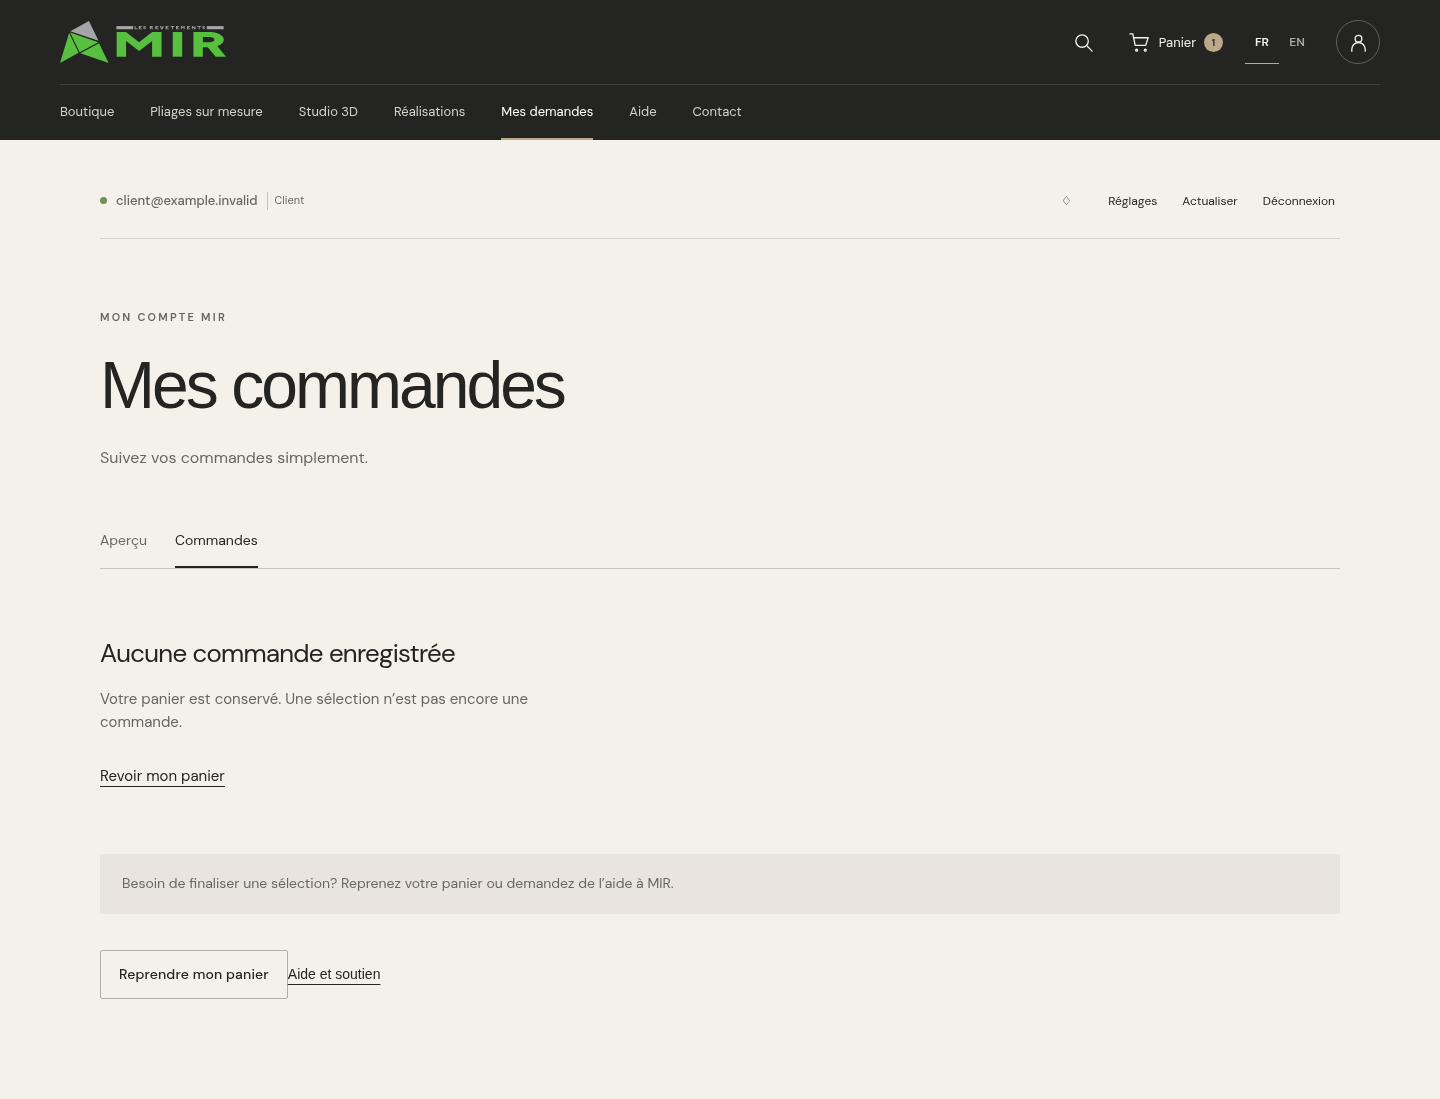 LES REVÊTEMENTS
MIR
Panier 1
FR EN
Boutique Pliages sur mesure Studio 3D Réalisations Mes demandes Aide Contact
client@example.invalid Client
Réglages Actualiser Déconnexion
MON COMPTE MIR
Mes commandes
Suivez vos commandes simplement.
Aperçu Commandes
Aucune commande enregistrée
Votre panier est conservé. Une sélection n’est pas encore une
commande.
Revoir mon panier
Besoin de finaliser une sélection? Reprenez votre panier ou demandez de l’aide à MIR.
Reprendre mon panier Aide et soutien